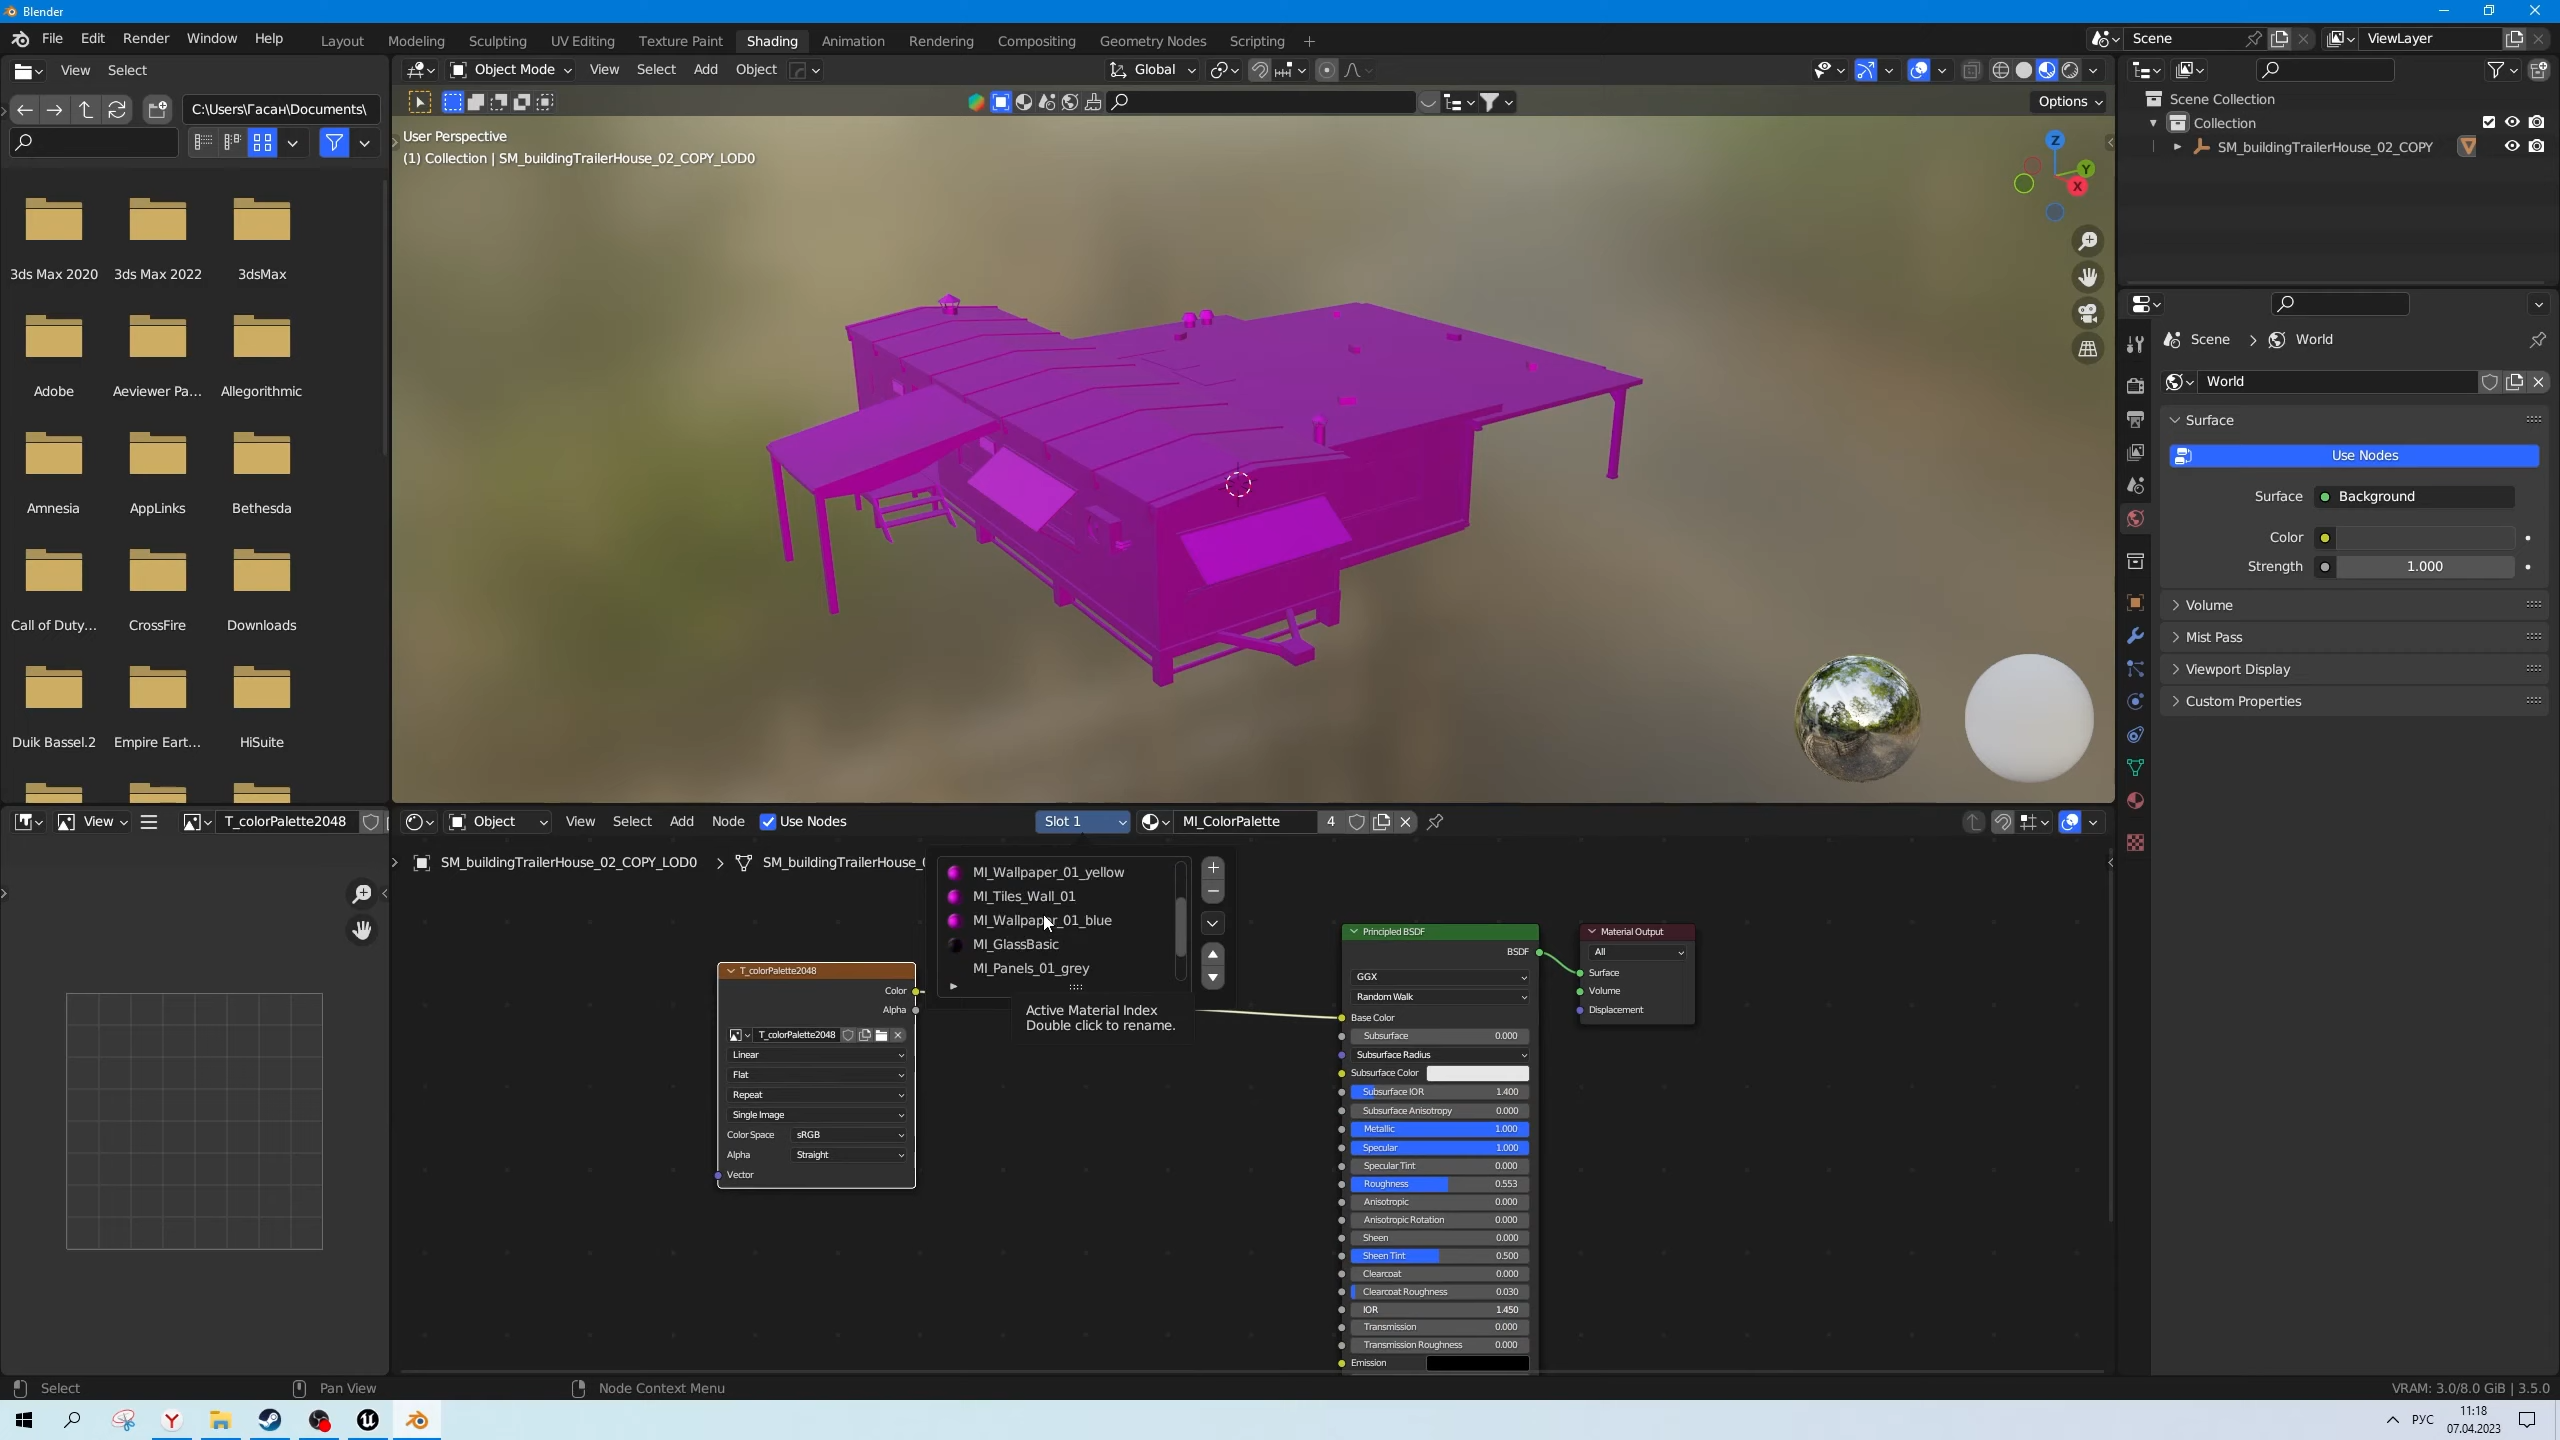 Blender
File Edit Render Window Help
Layout Modeling Sculpting UV Editing Texture Paint Shading Animation Rendering Compositing Geometry Nodes Scripting +
Scene ViewLayer
View Select
Object Mode View Select Add Object Global
C:\Users\Гасан\Documents\
Options
User Perspective
(1) Collection | SM_buildingTrailerHouse_02_COPY_LOD0
Z
Y
X
Scene Collection
Collection
SM_buildingTrailerHouse_02_COPY
3ds Max 2020 3ds Max 2022 3dsMax
Adobe Aeviewer Pa... Allegorithmic
Amnesia AppLinks Bethesda
Call of Duty... CrossFire Downloads
Duik Bassel.2 Empire Eart... HiSuite
Scene > World
World
Surface
Use Nodes
Surface Background
Color
Strength 1.000
Volume
Mist Pass
Viewport Display
Custom Properties
View T_colorPalette2048
Object View Select Add Node Use Nodes Slot 1 MI_ColorPalette 4
SM_buildingTrailerHouse_02_COPY_LOD0 > SM_buildingTrailerHouse_0
MI_Wallpaper_01_yellow
MI_Tiles_Wall_01
MI_Wallpaper_01_blue
MI_GlassBasic
MI_Panels_01_grey
Active Material Index
Double click to rename.
T_colorPalette2048
Color
Alpha
T_colorPalette2048
Linear
Flat
Repeat
Single Image
Color Space sRGB
Alpha Straight
Vector
Principled BSDF
BSDF
GGX
Random Walk
Base Color
Subsurface 0.000
Subsurface Radius
Subsurface Color
Subsurface IOR 1.400
Subsurface Anisotropy 0.000
Metallic 1.000
Specular 1.000
Specular Tint 0.000
Roughness 0.553
Anisotropic 0.000
Anisotropic Rotation 0.000
Sheen 0.000
Sheen Tint 0.500
Clearcoat 0.000
Clearcoat Roughness 0.030
IOR 1.450
Transmission 0.000
Transmission Roughness 0.000
Emission
Material Output
All
Surface
Volume
Displacement
Select Pan View Node Context Menu
VRAM: 3.0/8.0 GiB | 3.5.0
РУС
11:18
07.04.2023